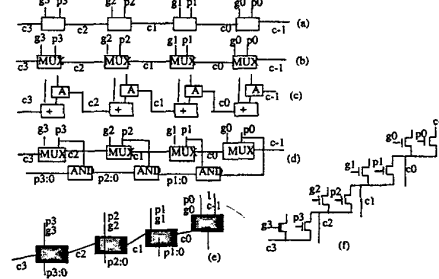 g3 p3 g2 p2 g1 p1 g0 p0
c3 c2 c1 c0 c-1 (a)
g3 p3 g2 p2 g1 p1 g0 p0
c3 MUX c2 MUX c1 MUX c0 MUX c-1 (b)
A A A A
c3 + c2 + c1 + c0 + c-1 (c)
g3 p3 g2 p2 g1 p1 g0 p0
c3 MUX c2 MUX c1 MUX c0 MUX c-1 (d)
p3:0 AND p2:0 AND p1:0 AND
p3 g3 p2 g2 p1 g1 p0 g0 c-1
c3 c2 c1 c0 (e)
p3:0 p2:0 p1:0
g0 p0 c
g1 p1 c0
g2 p2 c1
g3 p3 c2
c3 (f)